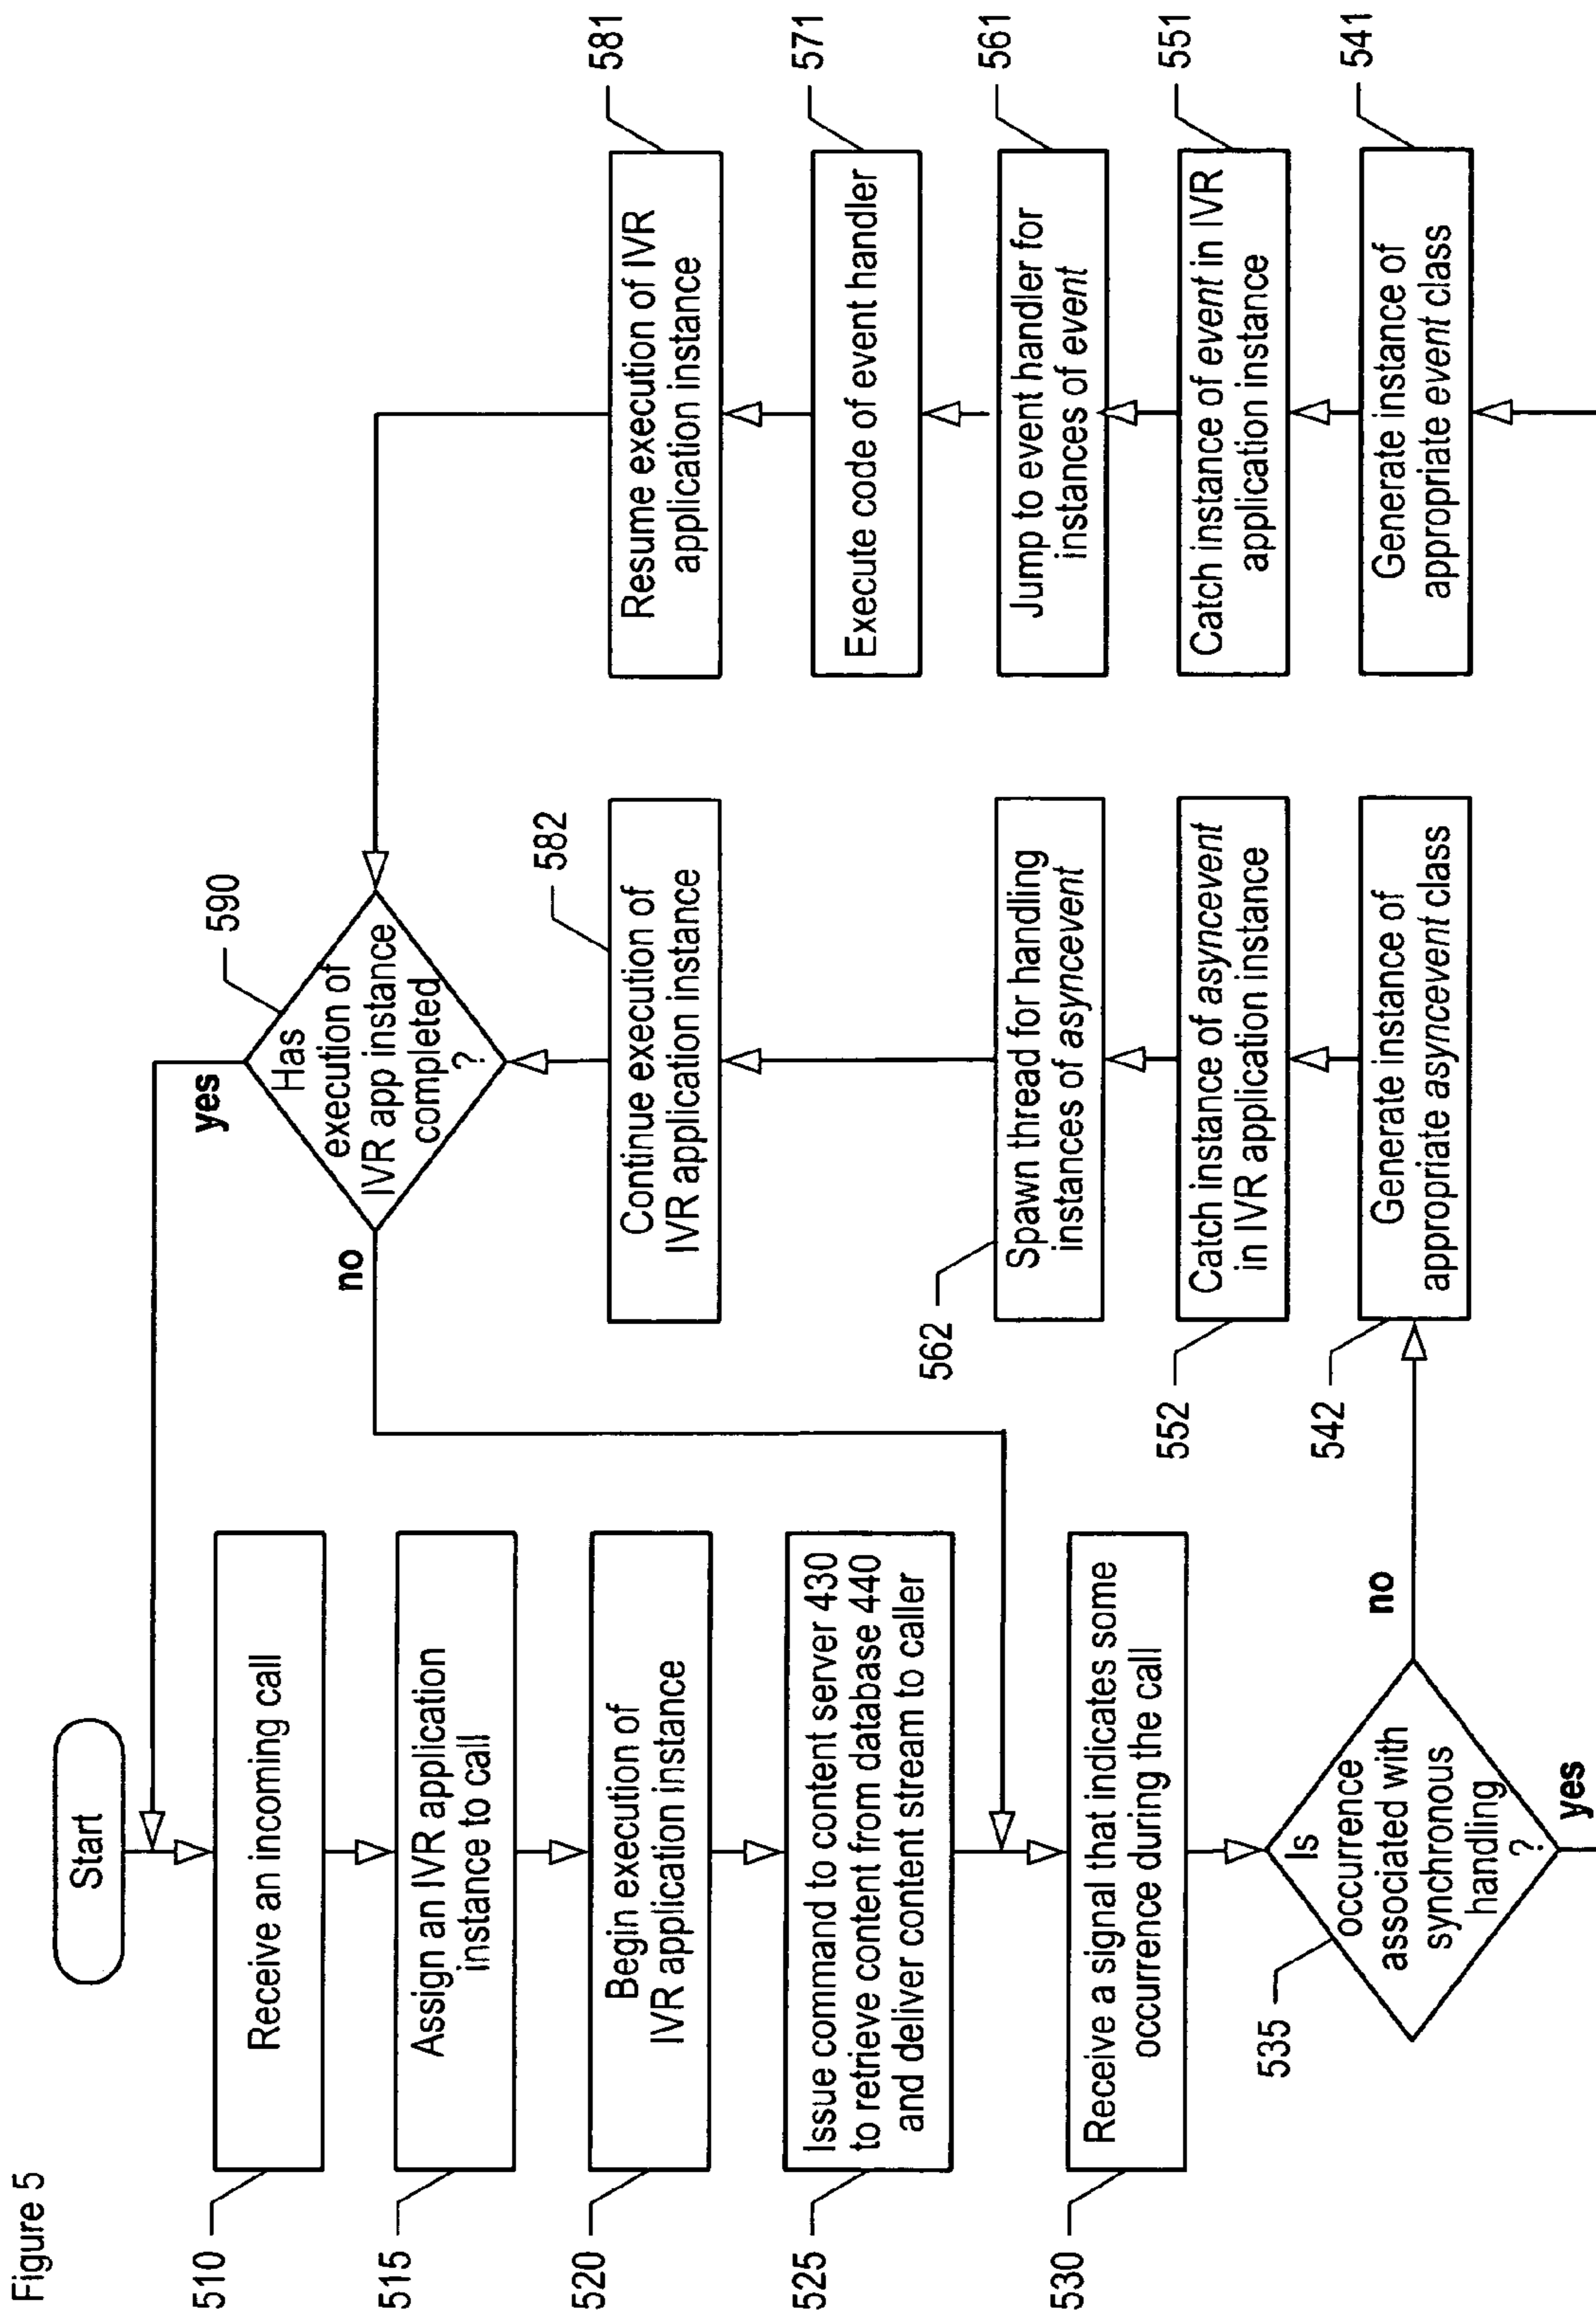 Figure 5
Start
510
Receive an incoming call
515
Assign an IVR application
instance to call
520
Begin execution of
IVR application instance
525
Issue command to content server 430
to retrieve content from database 440
and deliver content stream to caller
530
Receive a signal that indicates some
occurrence during the call
535
Is
occurrence
associated with
synchronous
handling
?
no
yes
590
Has
execution of
IVR app instance
completed
?
yes
no
582
Continue execution of
IVR application instance
562
Spawn thread for handling
instances of asyncevent
552
Catch instance of asyncevent
in IVR application instance
542
Generate instance of
appropriate asyncevent class
581
Resume execution of IVR
application instance
571
Execute code of event handler
561
Jump to event handler for
instances of event
551
Catch instance of event in IVR
application instance
541
Generate instance of
appropriate event class